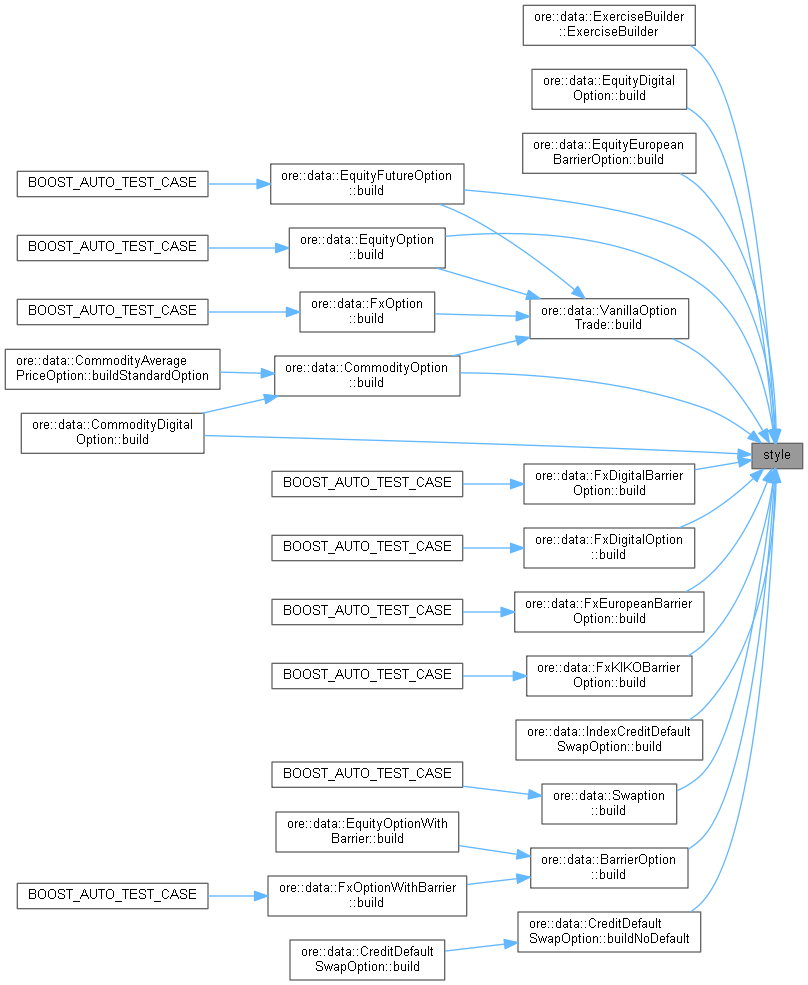 ore::data::ExerciseBuilder
::ExerciseBuilder
ore::data::EquityDigital
Option::build
ore::data::EquityEuropean
BarrierOption::build
BOOST_AUTO_TEST_CASE
ore::data::EquityFutureOption
::build
BOOST_AUTO_TEST_CASE
ore::data::EquityOption
::build
BOOST_AUTO_TEST_CASE
ore::data::FxOption
::build
ore::data::VanillaOption
Trade::build
ore::data::CommodityAverage
PriceOption::buildStandardOption
ore::data::CommodityOption
::build
ore::data::CommodityDigital
Option::build
style
BOOST_AUTO_TEST_CASE
ore::data::FxDigitalBarrier
Option::build
BOOST_AUTO_TEST_CASE
ore::data::FxDigitalOption
::build
BOOST_AUTO_TEST_CASE
ore::data::FxEuropeanBarrier
Option::build
BOOST_AUTO_TEST_CASE
ore::data::FxKIKOBarrier
Option::build
ore::data::IndexCreditDefault
SwapOption::build
BOOST_AUTO_TEST_CASE
ore::data::Swaption
::build
ore::data::EquityOptionWith
Barrier::build
ore::data::BarrierOption
::build
BOOST_AUTO_TEST_CASE
ore::data::FxOptionWithBarrier
::build
ore::data::CreditDefault
SwapOption::buildNoDefault
ore::data::CreditDefault
SwapOption::build